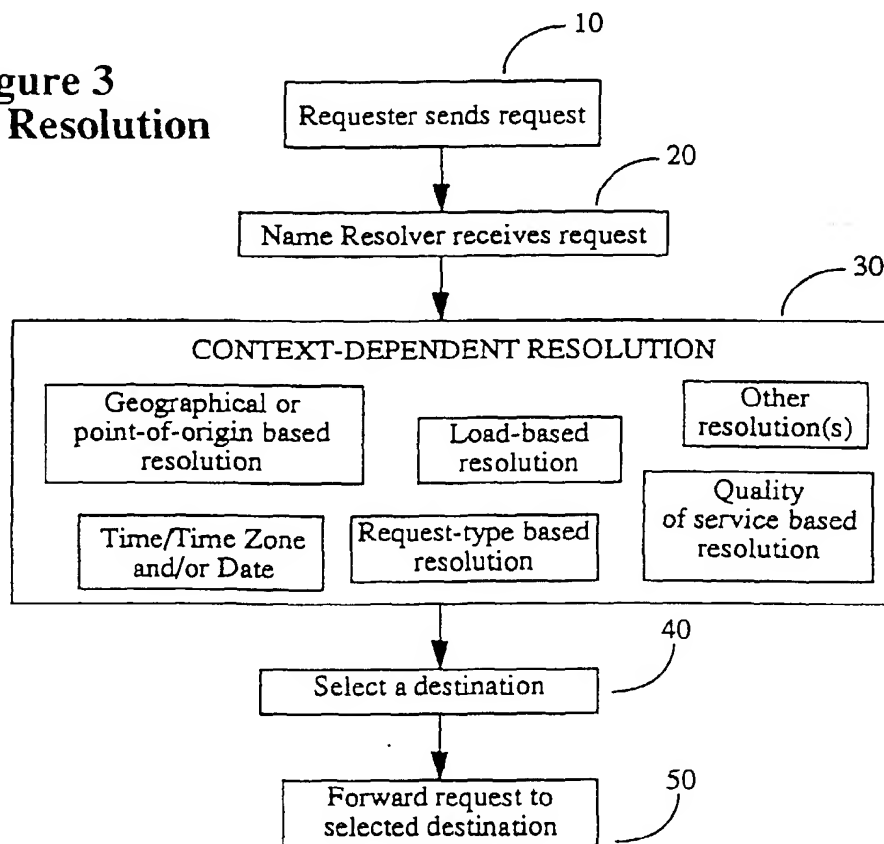 gure 3
Resolution
10
Requester sends request
20
Name Resolver receives request
30
CONTEXT-DEPENDENT RESOLUTION
Geographical or
point-of-origin based
resolution
Load-based
resolution
Other
resolution(s)
Time/Time Zone
and/or Date
Request-type based
resolution
Quality
of service based
resolution
40
Select a destination
50
Forward request to
selected destination